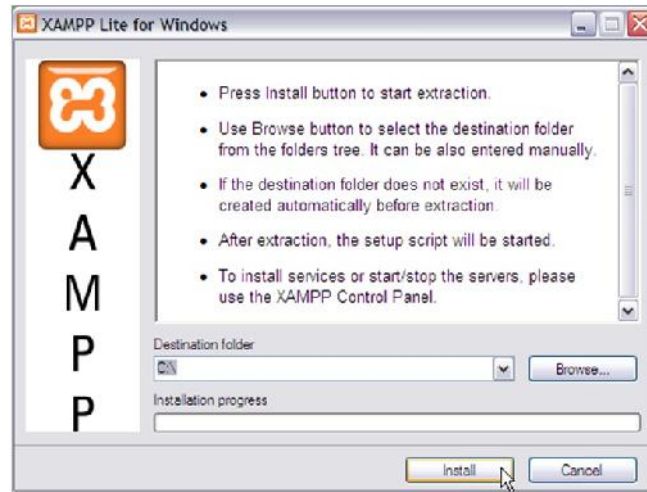 XAMPP Lite for Windows
X
A
M
P
P
• Press Install button to start extraction.
• Use Browse button to select the destination folder
from the folders tree. It can be also entered manually.
• If the destination folder does not exist, it will be
created automatically before extraction.
• After extraction, the setup script will be started.
• To install services or start/stop the servers, please
use the XAMPP Control Panel.
Destination folder
C:\
Browse...
Installation progress
Install
Cancel